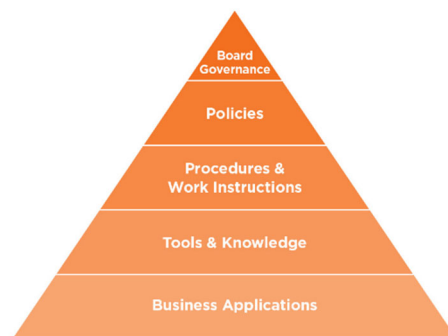 Board
Governance
Policies
Procedures &
Work Instructions
Tools & Knowledge
Business Applications